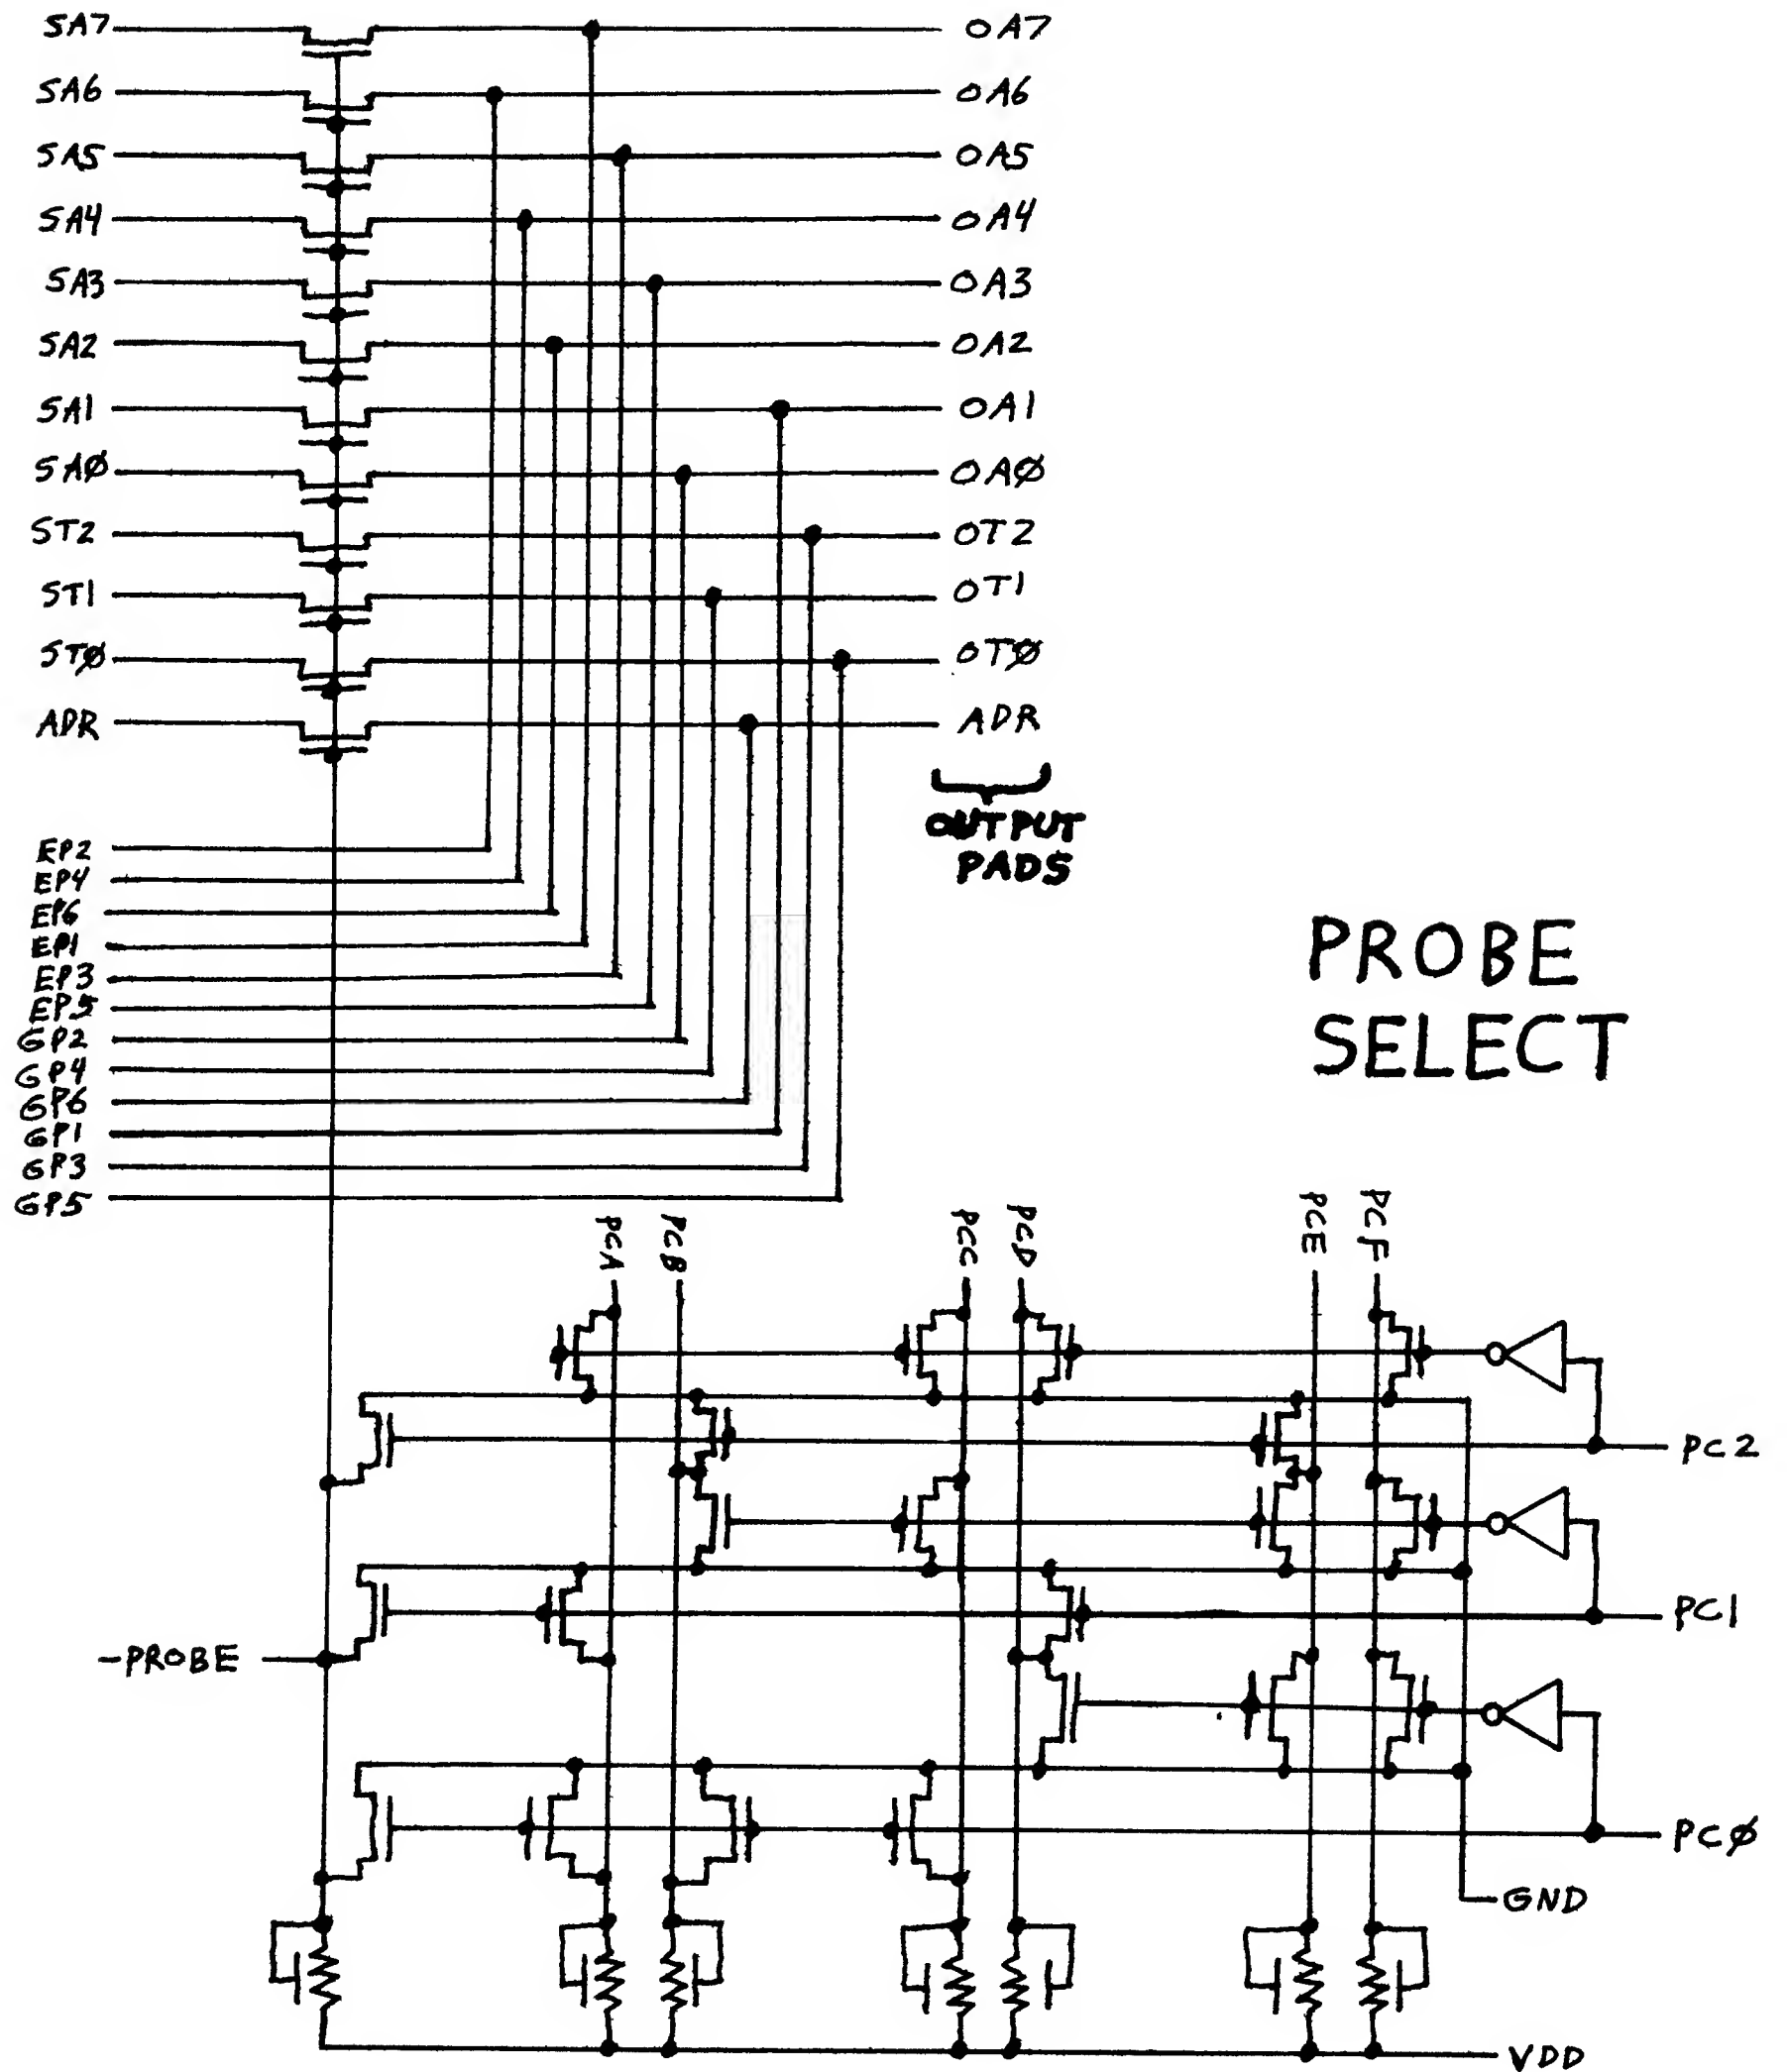 SA7
OA7
SA6
OA6
SA5
OA5
SA4
OA4
SA3
OA3
SA2
OA2
SA1
OA1
SAØ
OAØ
ST2
OT2
ST1
OT1
STØ
OTØ
ADR
ADR
OUTPUT
PADS
EP2
EP4
EP6
EP1
EP3
EP5
GP2
GP4
GP6
GP1
GP3
GP5
PROBE
SELECT
PCA
PCB
PCC
PCD
PCE
PCF
PC2
PC1
-PROBE
PCØ
GND
VDD